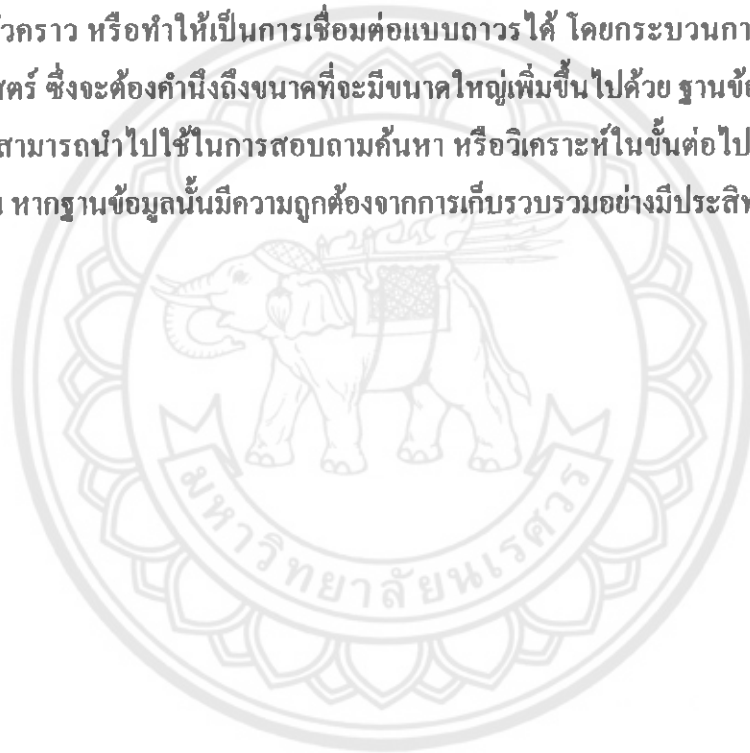 วคราว หรือทำให้เป็นการเชื่อมต่อแบบถาวรได้ โดยกระบวนกา
สตร์ ซึ่งจะต้องคำนึงถึงขนาดที่จะมีขนาดใหญ่เพิ่มขึ้นไปด้วย ฐานข้อ
สามารถนำไปใช้ในการสอบถามค้นหา หรือวิเคราะห์ในขั้นต่อไป
หากฐานข้อมูลนั้นมีความถูกต้องจากการเก็บรวบรวมอย่างมีประสิท
มหาวิทยาลัยนเรศวร